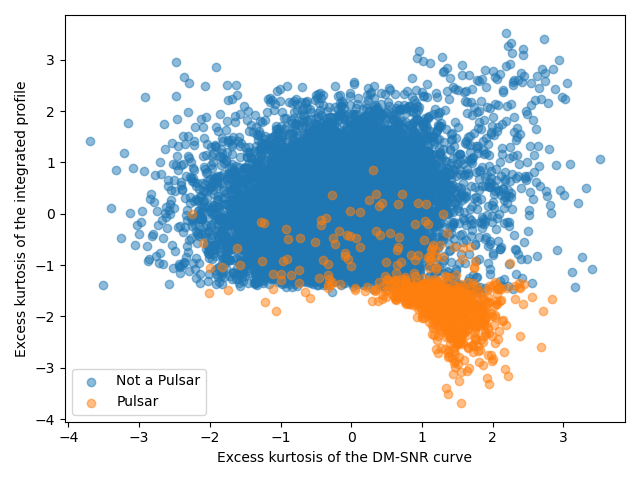 3
2
1
0
−1
−2
−3
−4
Excess kurtosis of the integrated profile
Not a Pulsar
Pulsar
−4 −3 −2 −1 0 1 2 3
Excess kurtosis of the DM-SNR curve